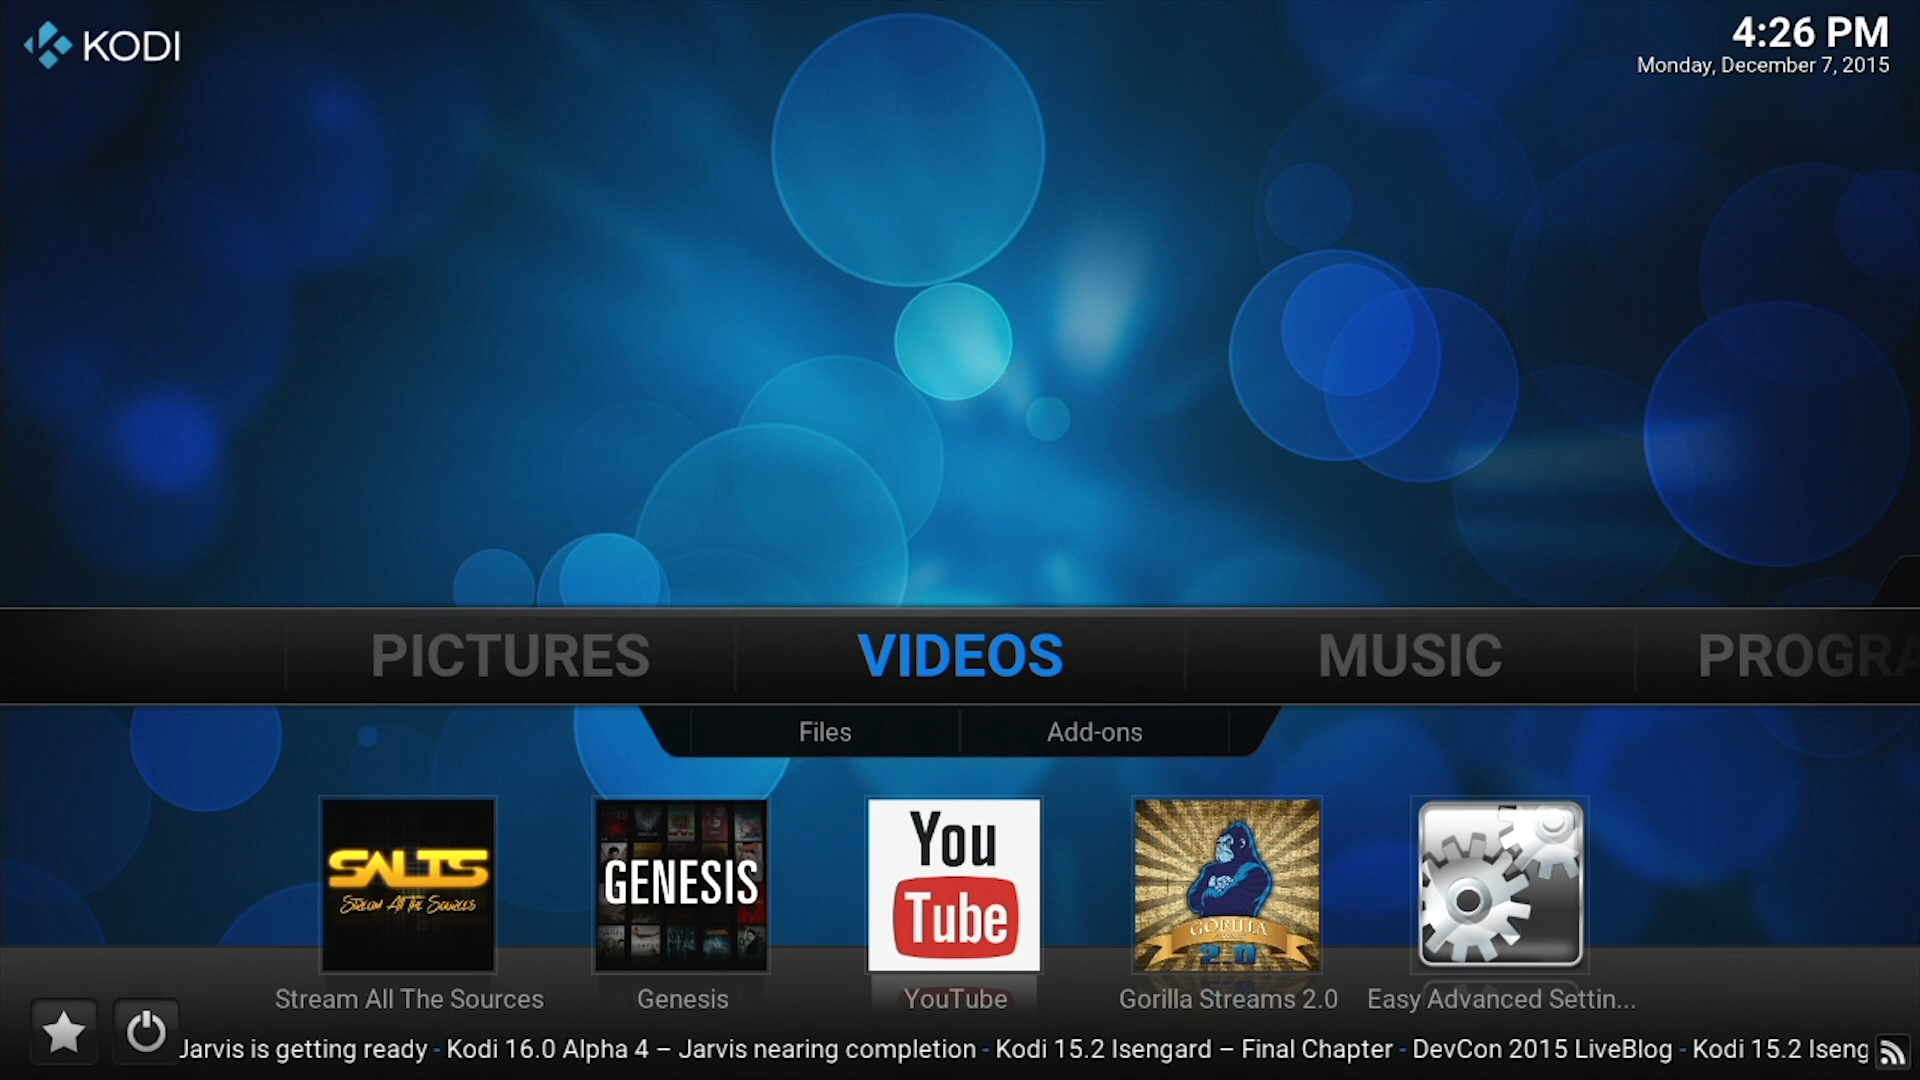 KODI
4:26 PM
Monday, December 7, 2015
PICTURES
VIDEOS
MUSIC
PROGRA
Files
Add-ons
SALTS
Stream All The Sources
GENESIS
You
Tube
GORILLA
2.0
Stream All The Sources
Genesis
YouTube
Gorilla Streams 2.0
Easy Advanced Settin...
Jarvis is getting ready - Kodi 16.0 Alpha 4 – Jarvis nearing completion - Kodi 15.2 Isengard – Final Chapter - DevCon 2015 LiveBlog - Kodi 15.2 Iseng